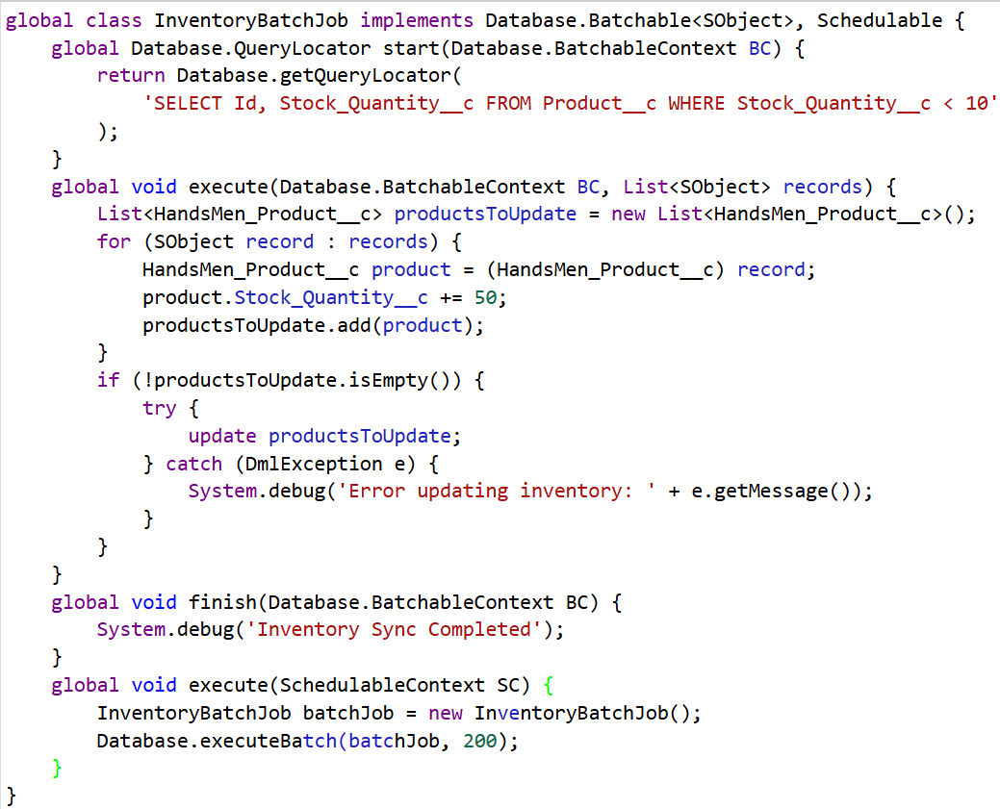 global class InventoryBatchJob implements Database.Batchable<SObject>, Schedulable {
    global Database.QueryLocator start(Database.BatchableContext BC) {
        return Database.getQueryLocator(
            'SELECT Id, Stock_Quantity__c FROM Product__c WHERE Stock_Quantity__c < 10'
        );
    }
    global void execute(Database.BatchableContext BC, List<SObject> records) {
        List<HandsMen_Product__c> productsToUpdate = new List<HandsMen_Product__c>();
        for (SObject record : records) {
            HandsMen_Product__c product = (HandsMen_Product__c) record;
            product.Stock_Quantity__c += 50;
            productsToUpdate.add(product);
        }
        if (!productsToUpdate.isEmpty()) {
            try {
                update productsToUpdate;
            } catch (DmlException e) {
                System.debug('Error updating inventory: ' + e.getMessage());
            }
        }
    }
    global void finish(Database.BatchableContext BC) {
        System.debug('Inventory Sync Completed');
    }
    global void execute(SchedulableContext SC) {
        InventoryBatchJob batchJob = new InventoryBatchJob();
        Database.executeBatch(batchJob, 200);
    }
}